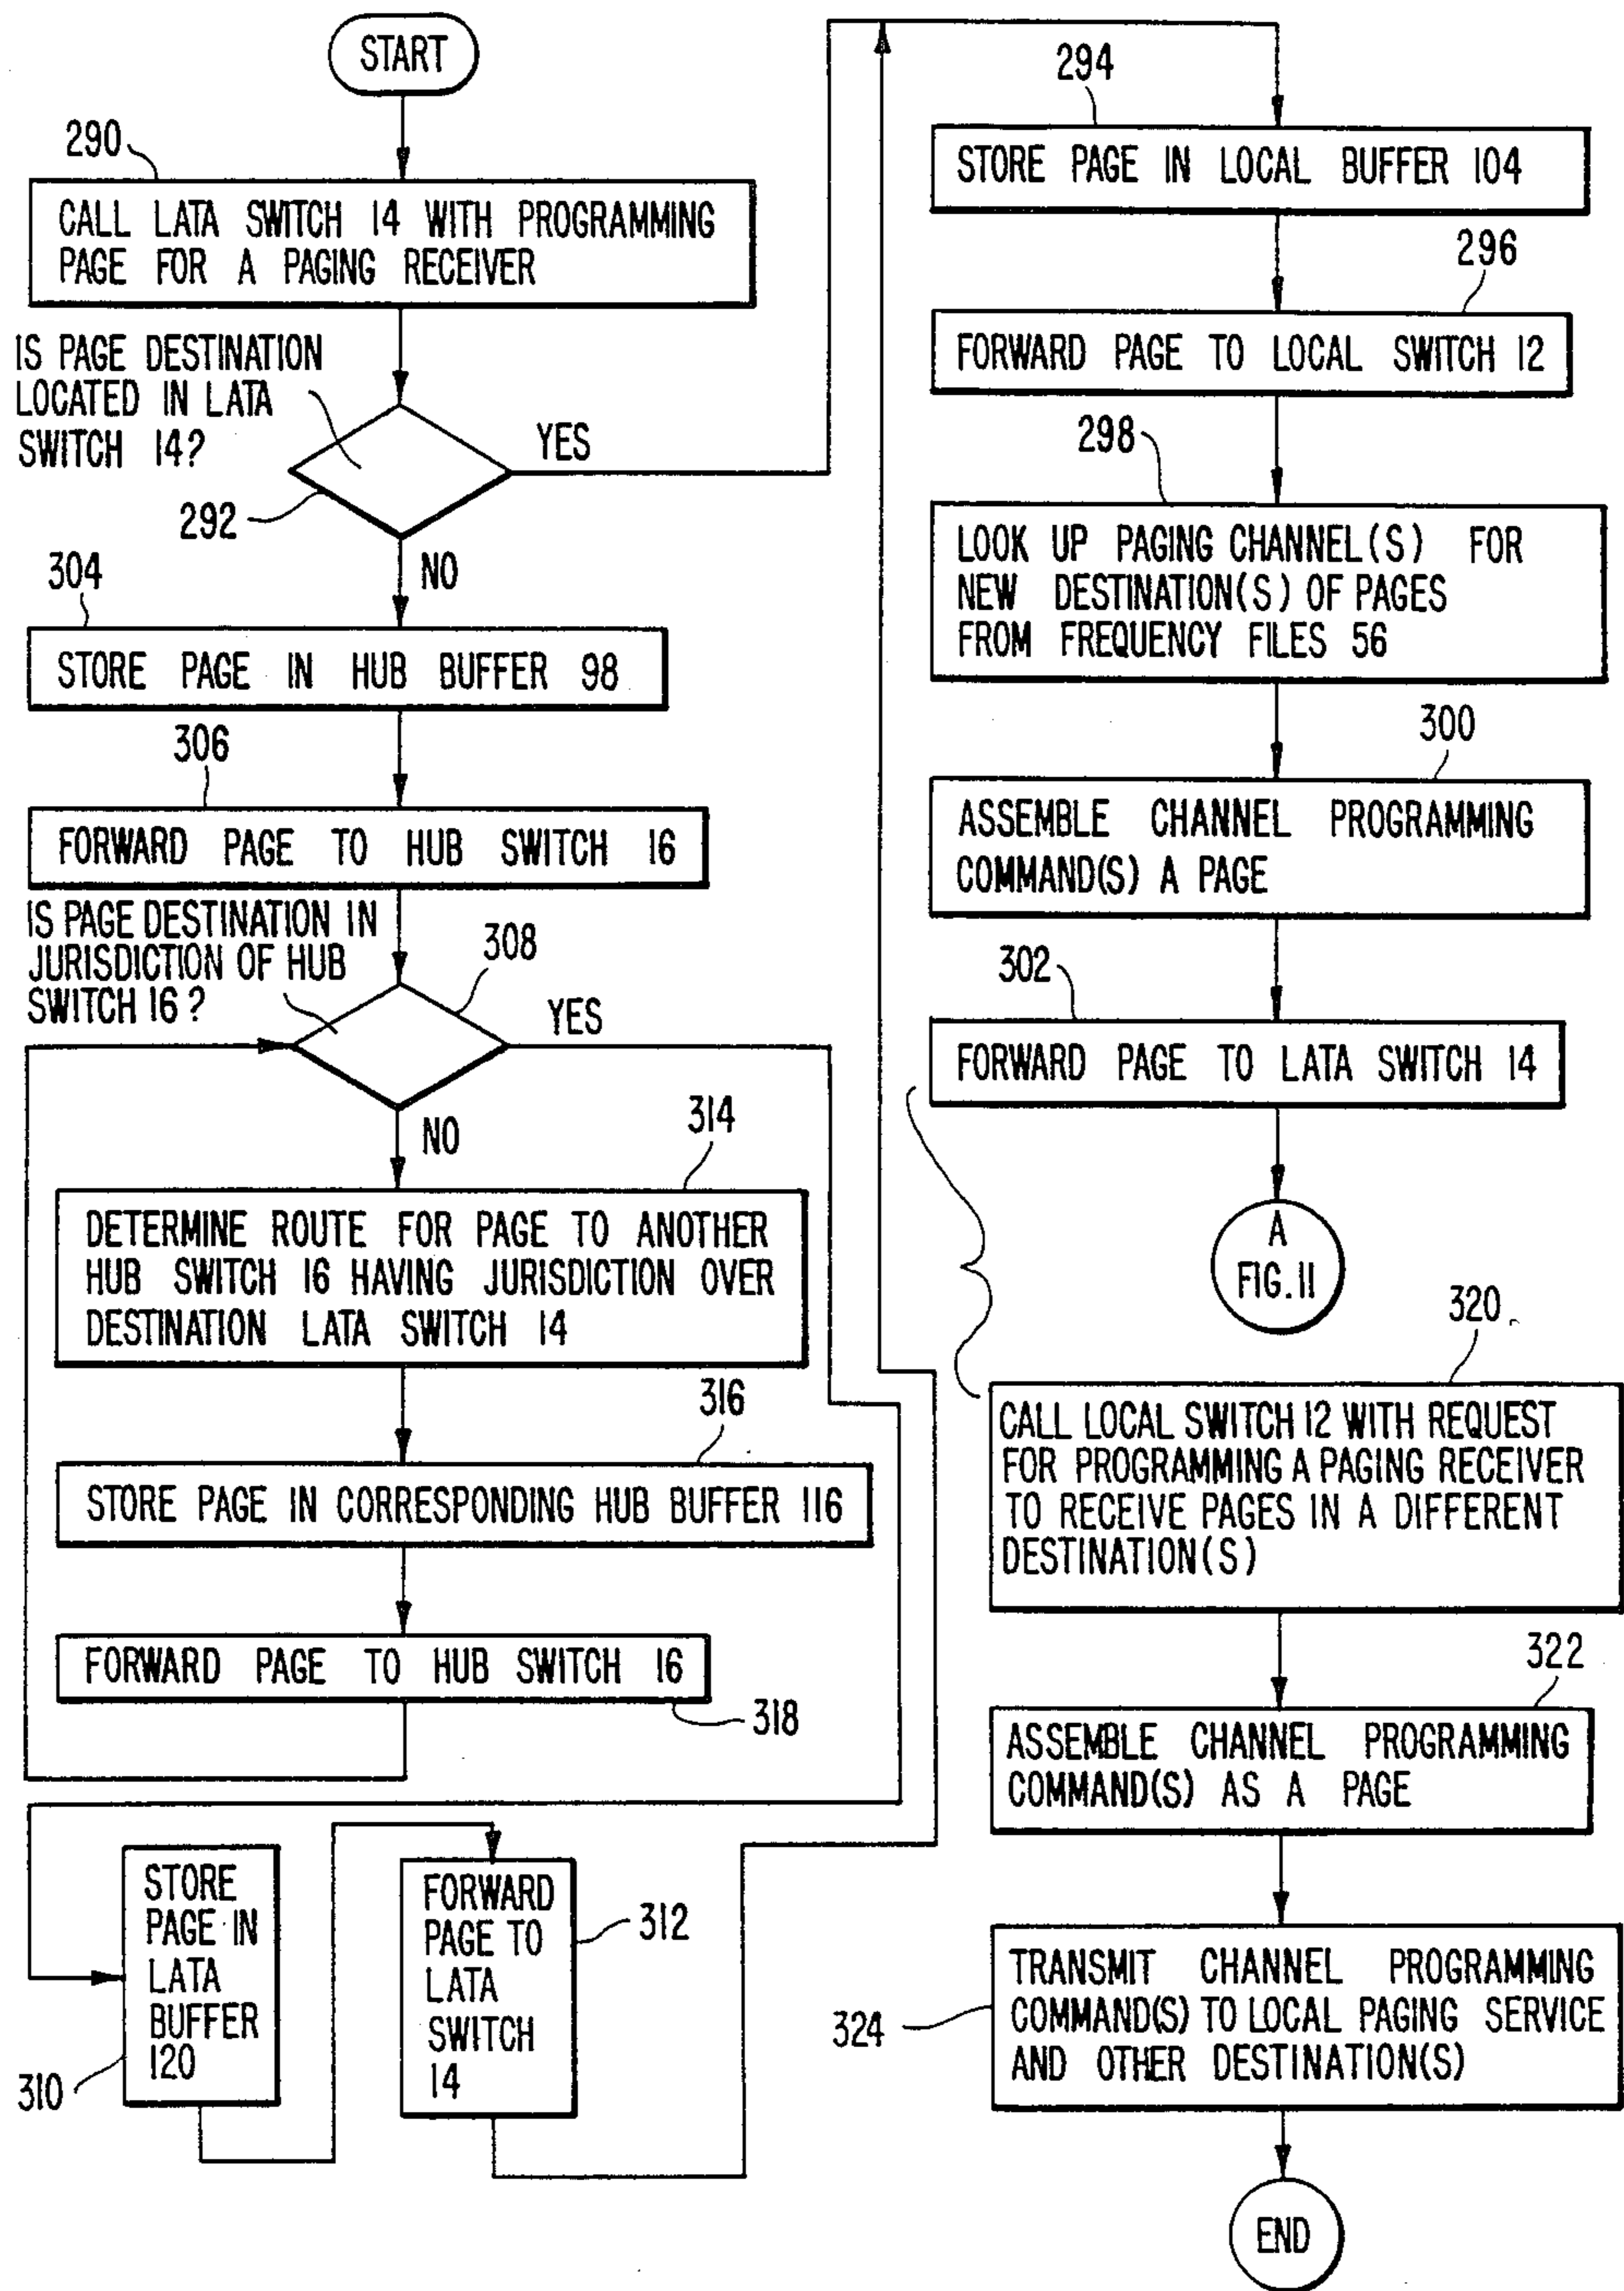 START
290
CALL LATA SWITCH 14 WITH PROGRAMMING
PAGE FOR A PAGING RECEIVER
IS PAGE DESTINATION
LOCATED IN LATA
SWITCH 14?
YES
292
NO
304
STORE PAGE IN HUB BUFFER 98
306
FORWARD PAGE TO HUB SWITCH 16
IS PAGE DESTINATION IN
JURISDICTION OF HUB
SWITCH 16?
308
YES
NO
314
DETERMINE ROUTE FOR PAGE TO ANOTHER
HUB SWITCH 16 HAVING JURISDICTION OVER
DESTINATION LATA SWITCH 14
316
STORE PAGE IN CORRESPONDING HUB BUFFER 116
FORWARD PAGE TO HUB SWITCH 16
318
STORE
PAGE IN
LATA
BUFFER
120
310
FORWARD
PAGE TO
LATA
SWITCH
14
312
294
STORE PAGE IN LOCAL BUFFER 104
296
FORWARD PAGE TO LOCAL SWITCH 12
298
LOOK UP PAGING CHANNEL(S) FOR
NEW DESTINATION(S) OF PAGES
FROM FREQUENCY FILES 56
300
ASSEMBLE CHANNEL PROGRAMMING
COMMAND(S) A PAGE
302
FORWARD PAGE TO LATA SWITCH 14
A
FIG. 11
320
CALL LOCAL SWITCH 12 WITH REQUEST
FOR PROGRAMMING A PAGING RECEIVER
TO RECEIVE PAGES IN A DIFFERENT
DESTINATION(S)
322
ASSEMBLE CHANNEL PROGRAMMING
COMMAND(S) AS A PAGE
TRANSMIT CHANNEL PROGRAMMING
COMMAND(S) TO LOCAL PAGING SERVICE
AND OTHER DESTINATION(S)
324
END